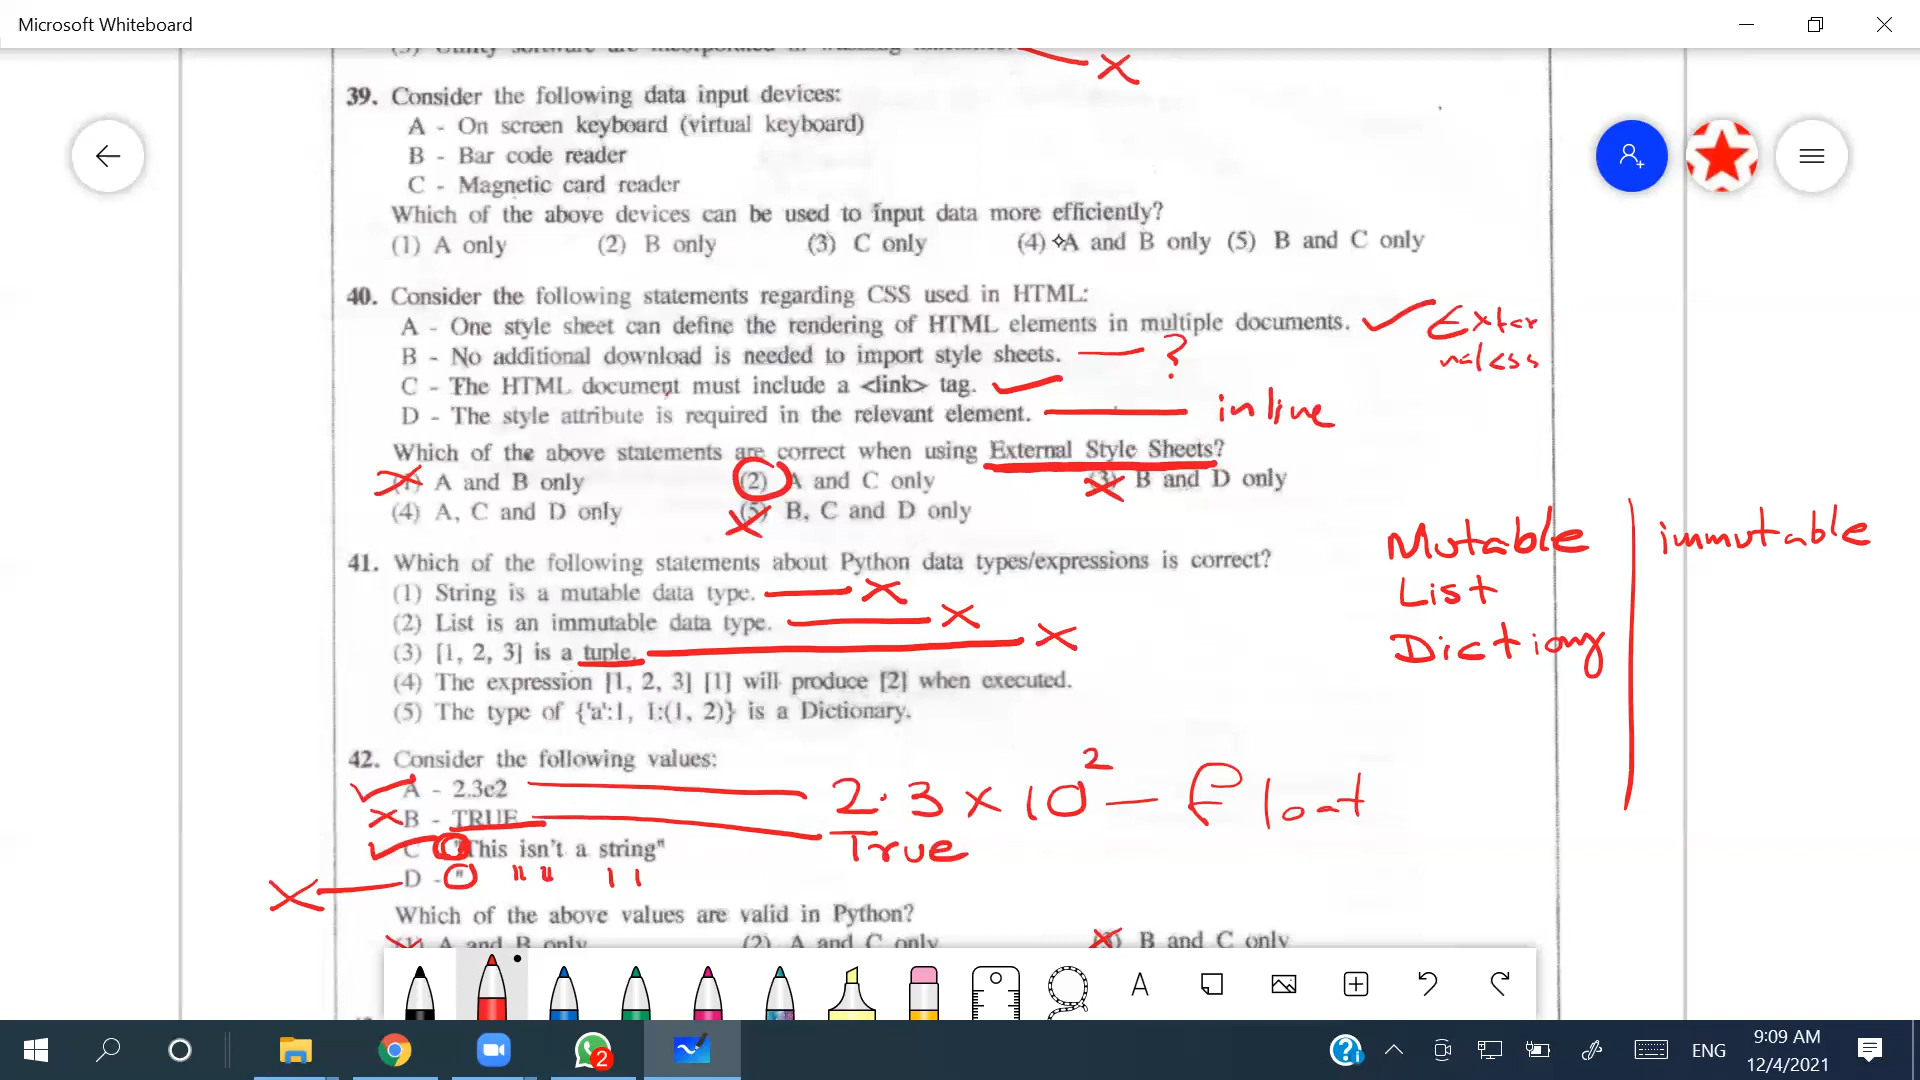 Microsoft Whiteboard
39. Consider the following data input devices:
A - On screen keyboard (virtual keyboard)
B - Bar code reader
C - Magnetic card reader
Which of the above devices can be used to input data more efficiently?
(1) A only (2) B only (3) C only (4) A and B only (5) B and C only
40. Consider the following statements regarding CSS used in HTML:
A - One style sheet can define the rendering of HTML elements in multiple documents. Exter
B - No additional download is needed to import style sheets. ? nalcss
C - The HTML document must include a <link> tag.
D - The style attribute is required in the relevant element. inline
Which of the above statements are correct when using External Style Sheets?
(1) A and B only (2) A and C only (3) B and D only
(4) A, C and D only (5) B, C and D only
Mutable immutable
41. Which of the following statements about Python data types/expressions is correct?
(1) String is a mutable data type. List
(2) List is an immutable data type.
(3) [1, 2, 3] is a tuple.
(4) The expression [1, 2, 3] [1] will produce [2] when executed.
(5) The type of {'a':1, 1:(1, 2)} is a Dictionary.
42. Consider the following values:
A - 2.3e2 2.3 x 10² - Float
B - TRUE True
C - "This isn't a string"
D - " "" ''
Which of the above values are valid in Python?
A and B only (2) A and C only B and C only
A
2
ENG
9:09 AM
12/4/2021